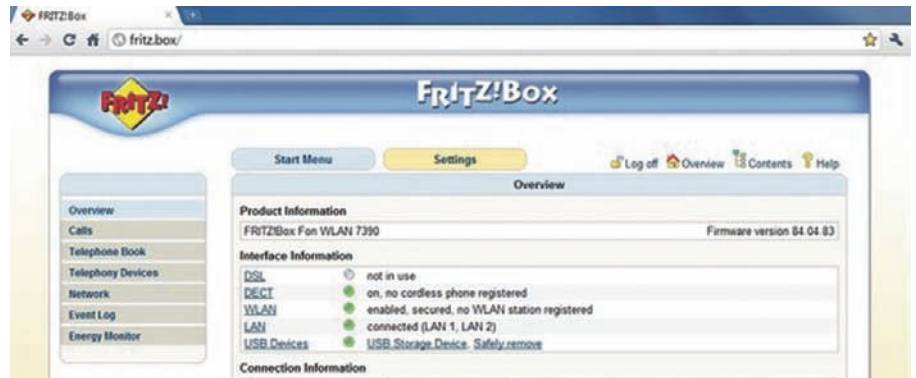 FRITZ!Box
fritz.box/
FRITZ!
FRITZ!Box
Start Menu Settings Log off Overview Contents Help
Overview
Overview
Calls
Telephone Book
Telephony Devices
Network
Event Log
Energy Monitor
Product Information
FRITZ!Box Fon WLAN 7390 Firmware version 84.04.83
Interface Information
DSL not in use
DECT on, no cordless phone registered
WLAN enabled, secured, no WLAN station registered
LAN connected (LAN 1, LAN 2)
USB Devices USB Storage Device, Safely remove
Connection Information